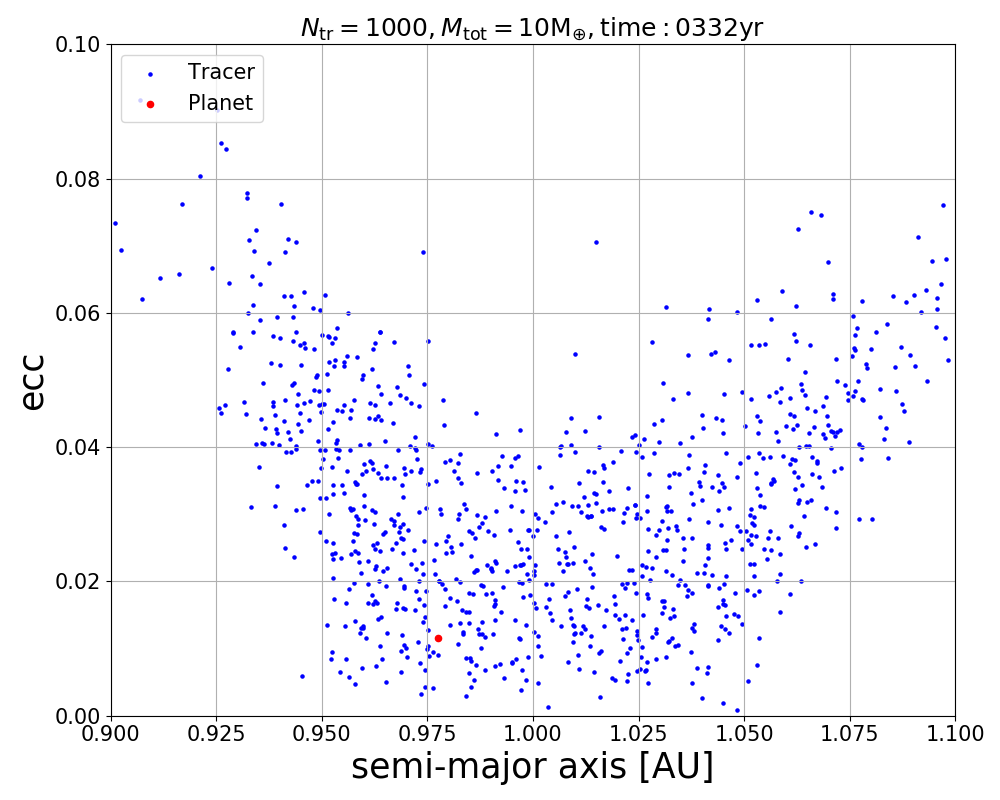 N_tr = 1000, M_tot = 10M_⊕, time : 0332yr
Tracer
Planet
0.10
0.08
0.06
0.04
0.02
0.00
ecc
0.900 0.925 0.950 0.975 1.000 1.025 1.050 1.075 1.100
semi-major axis [AU]